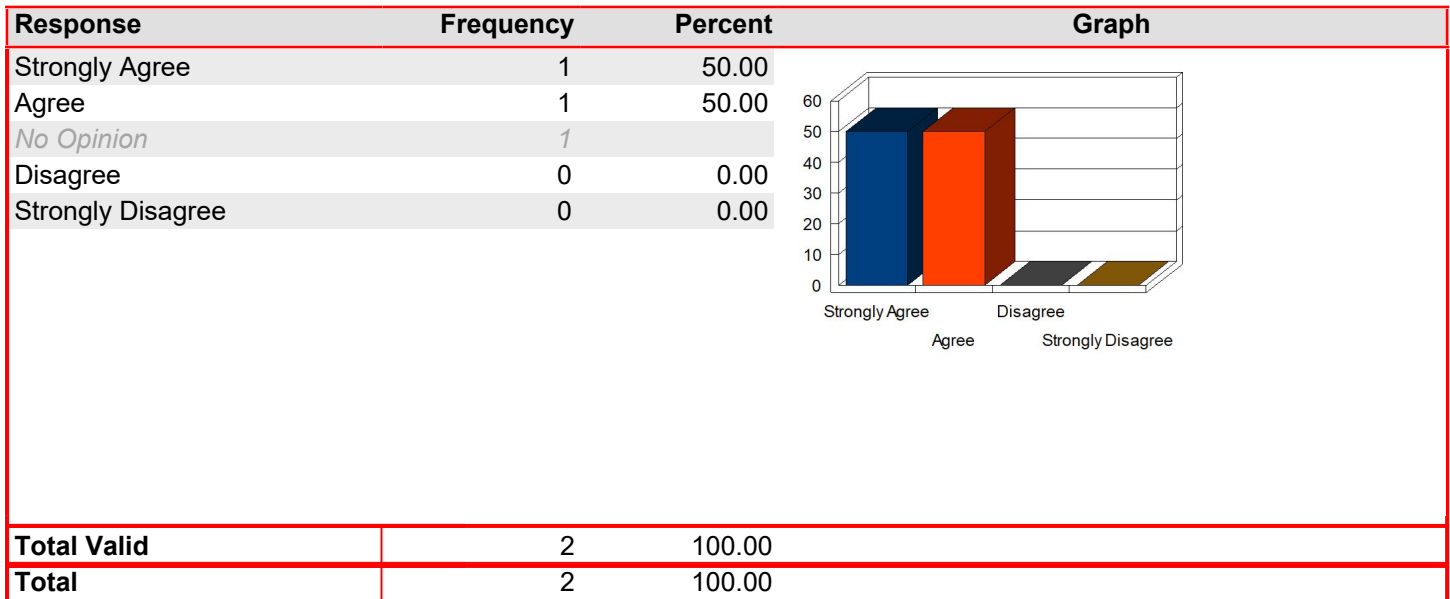 Response Frequency Percent Graph
Strongly Agree 1 50.00
Agree 1 50.00
No Opinion 1
Disagree 0 0.00
Strongly Disagree 0 0.00
60
50
40
30
20
10
0
Strongly Agree Disagree
Agree Strongly Disagree
Total Valid 2 100.00
Total 2 100.00